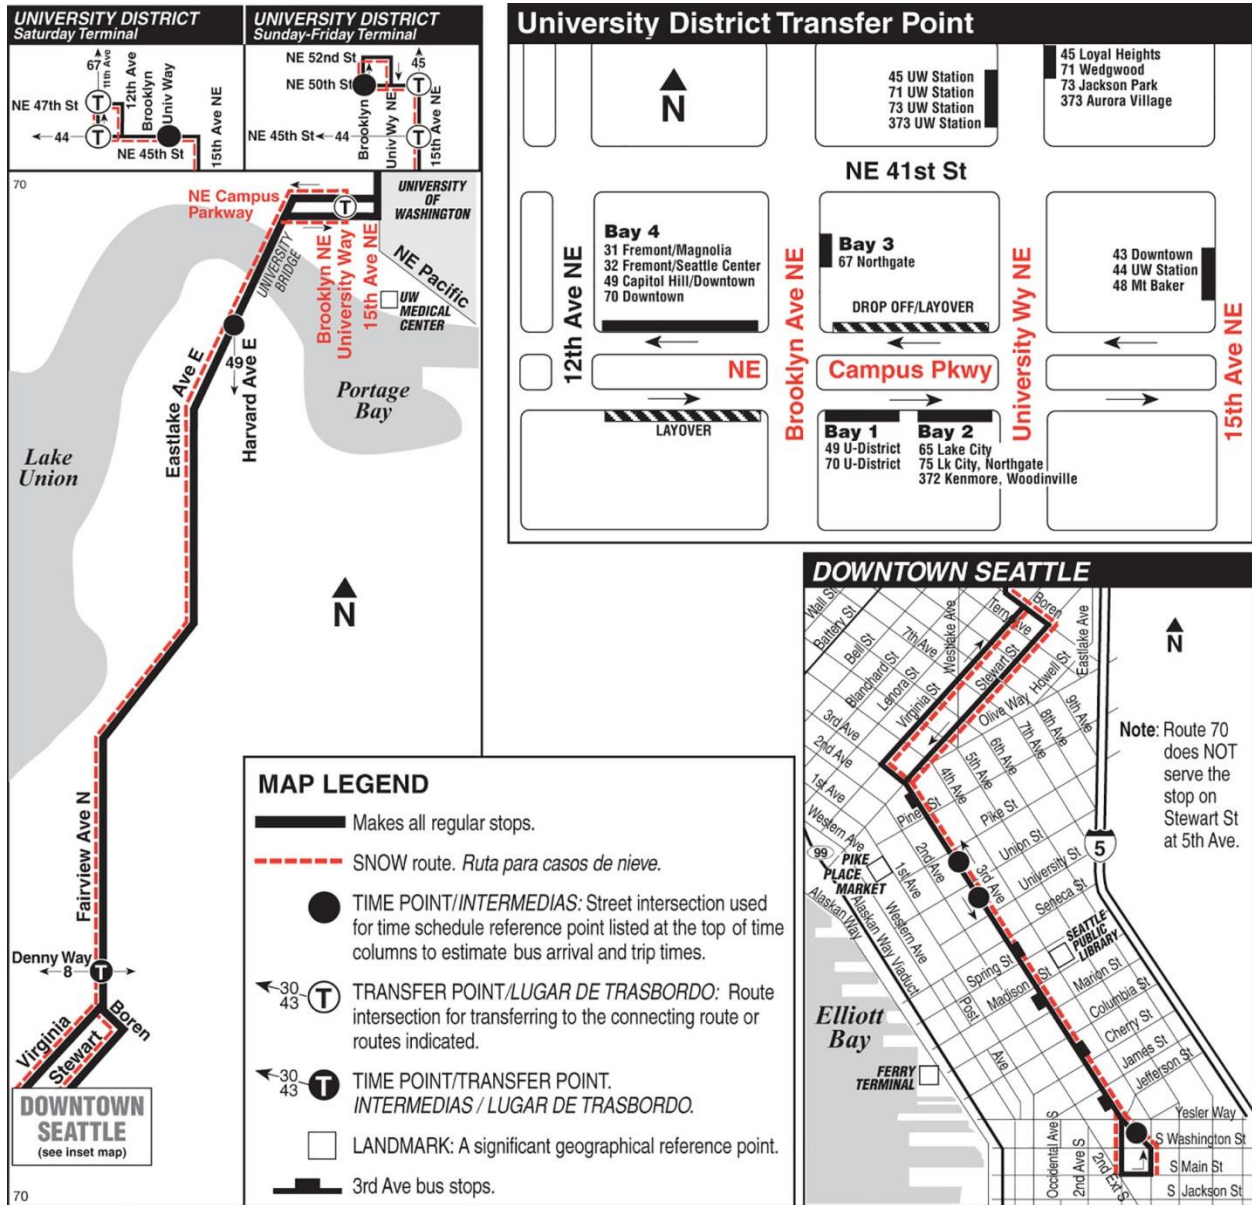 UNIVERSITY DISTRICT
Saturday Terminal
67
11th Ave
12th Ave
Brooklyn
Univ Way
15th Ave NE
NE 47th St
T
T
44
NE 45th St
UNIVERSITY DISTRICT
Sunday-Friday Terminal
NE 52nd St
45
NE 50th St
T
NE 45th St
44
T
Brooklyn
Univ Wy NE
15th Ave NE
70
NE Campus
Parkway
T
UNIVERSITY
OF
WASHINGTON
UNIVERSITY
BRIDGE
Brooklyn NE
University Way
15th Ave NE
NE Pacific
UW
MEDICAL
CENTER
49
Eastlake Ave E
Harvard Ave E
Portage
Bay
Lake
Union
N
Fairview Ave N
Denny Way
8
T
Virginia
Stewart
Boren
DOWNTOWN
SEATTLE
(see inset map)
70
University District Transfer Point
N
45 UW Station
71 UW Station
73 UW Station
373 UW Station
45 Loyal Heights
71 Wedgwood
73 Jackson Park
373 Aurora Village
NE 41st St
12th Ave NE
Bay 4
31 Fremont/Magnolia
32 Fremont/Seattle Center
49 Capitol Hill/Downtown
70 Downtown
Brooklyn Ave NE
Bay 3
67 Northgate
DROP OFF/LAYOVER
University Wy NE
43 Downtown
44 UW Station
48 Mt Baker
15th Ave NE
NE
Campus Pkwy
LAYOVER
Bay 1
49 U-District
70 U-District
Bay 2
65 Lake City
75 Lk City, Northgate
372 Kenmore, Woodinville
MAP LEGEND
Makes all regular stops.
SNOW route. Ruta para casos de nieve.
TIME POINT/INTERMEDIAS: Street intersection used
for time schedule reference point listed at the top of time
columns to estimate bus arrival and trip times.
30
43
T
TRANSFER POINT/LUGAR DE TRASBORDO: Route
intersection for transferring to the connecting route or
routes indicated.
30
43
T
TIME POINT/TRANSFER POINT.
INTERMEDIAS / LUGAR DE TRASBORDO.
LANDMARK: A significant geographical reference point.
3rd Ave bus stops.
DOWNTOWN SEATTLE
Wall St
Battery St
Bell St
Blanchard St
Lenora St
Virginia St
7th Ave
Westlake Ave
Boren
Stewart St
Eastlake Ave
Howell St
Olive Way
9th Ave
8th Ave
7th Ave
6th Ave
5th Ave
4th Ave
3rd Ave
2nd Ave
1st Ave
Western Ave
Pine St
Pike St
Union St
University St
Seneca St
N
Note: Route 70
does NOT
serve the
stop on
Stewart St
at 5th Ave.
5
99
PIKE
PLACE
MARKET
Alaskan Way
Alaskan Way Viaduct
Western Ave
1st Ave
2nd Ave
3rd Ave
SEATTLE
PUBLIC
LIBRARY
Spring St
Madison St
Marion St
Columbia St
Cherry St
James St
Jefferson St
Post
Ave
Elliott
Bay
FERRY
TERMINAL
Yesler Way
S Washington St
S Main St
S Jackson St
Occidental Ave S
2nd Ave S
2nd Ext S